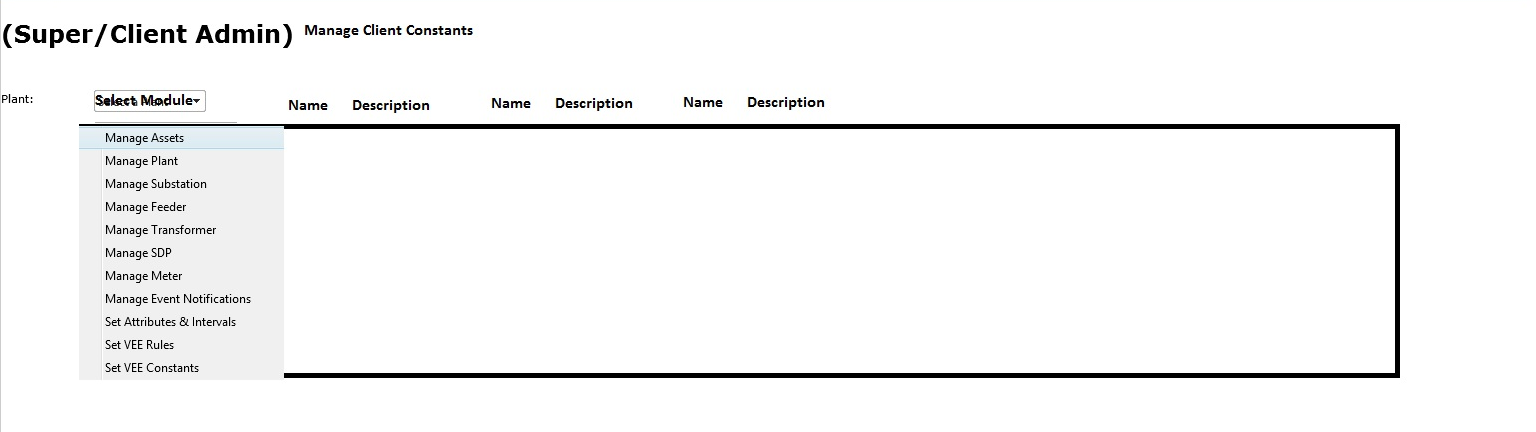 (Super/Client Admin) Manage Client Constants
Plant: Select Module Name Description Name Description Name Description
Manage Assets
Manage Plant
Manage Substation
Manage Feeder
Manage Transformer
Manage SDP
Manage Meter
Manage Event Notifications
Set Attributes & Intervals
Set VEE Rules
Set VEE Constants